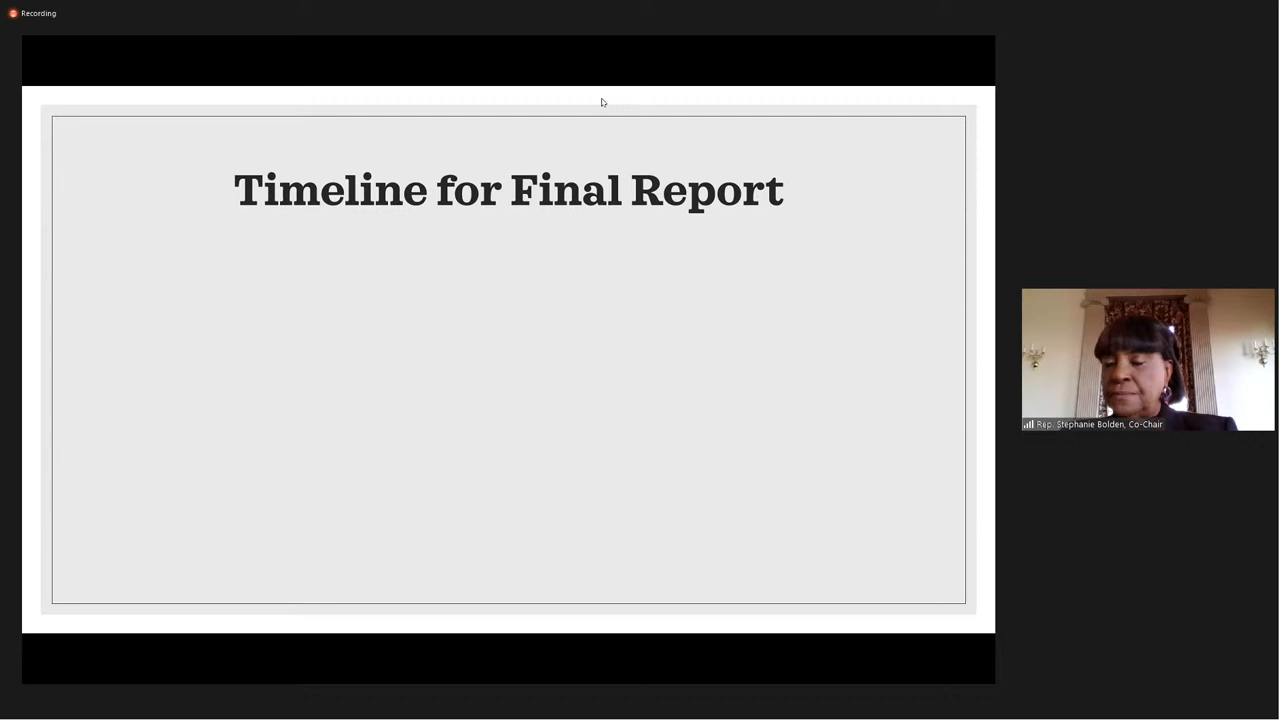 Recording
Timeline for Final Report
Rep. Stephanie Bolden, Co-Chair